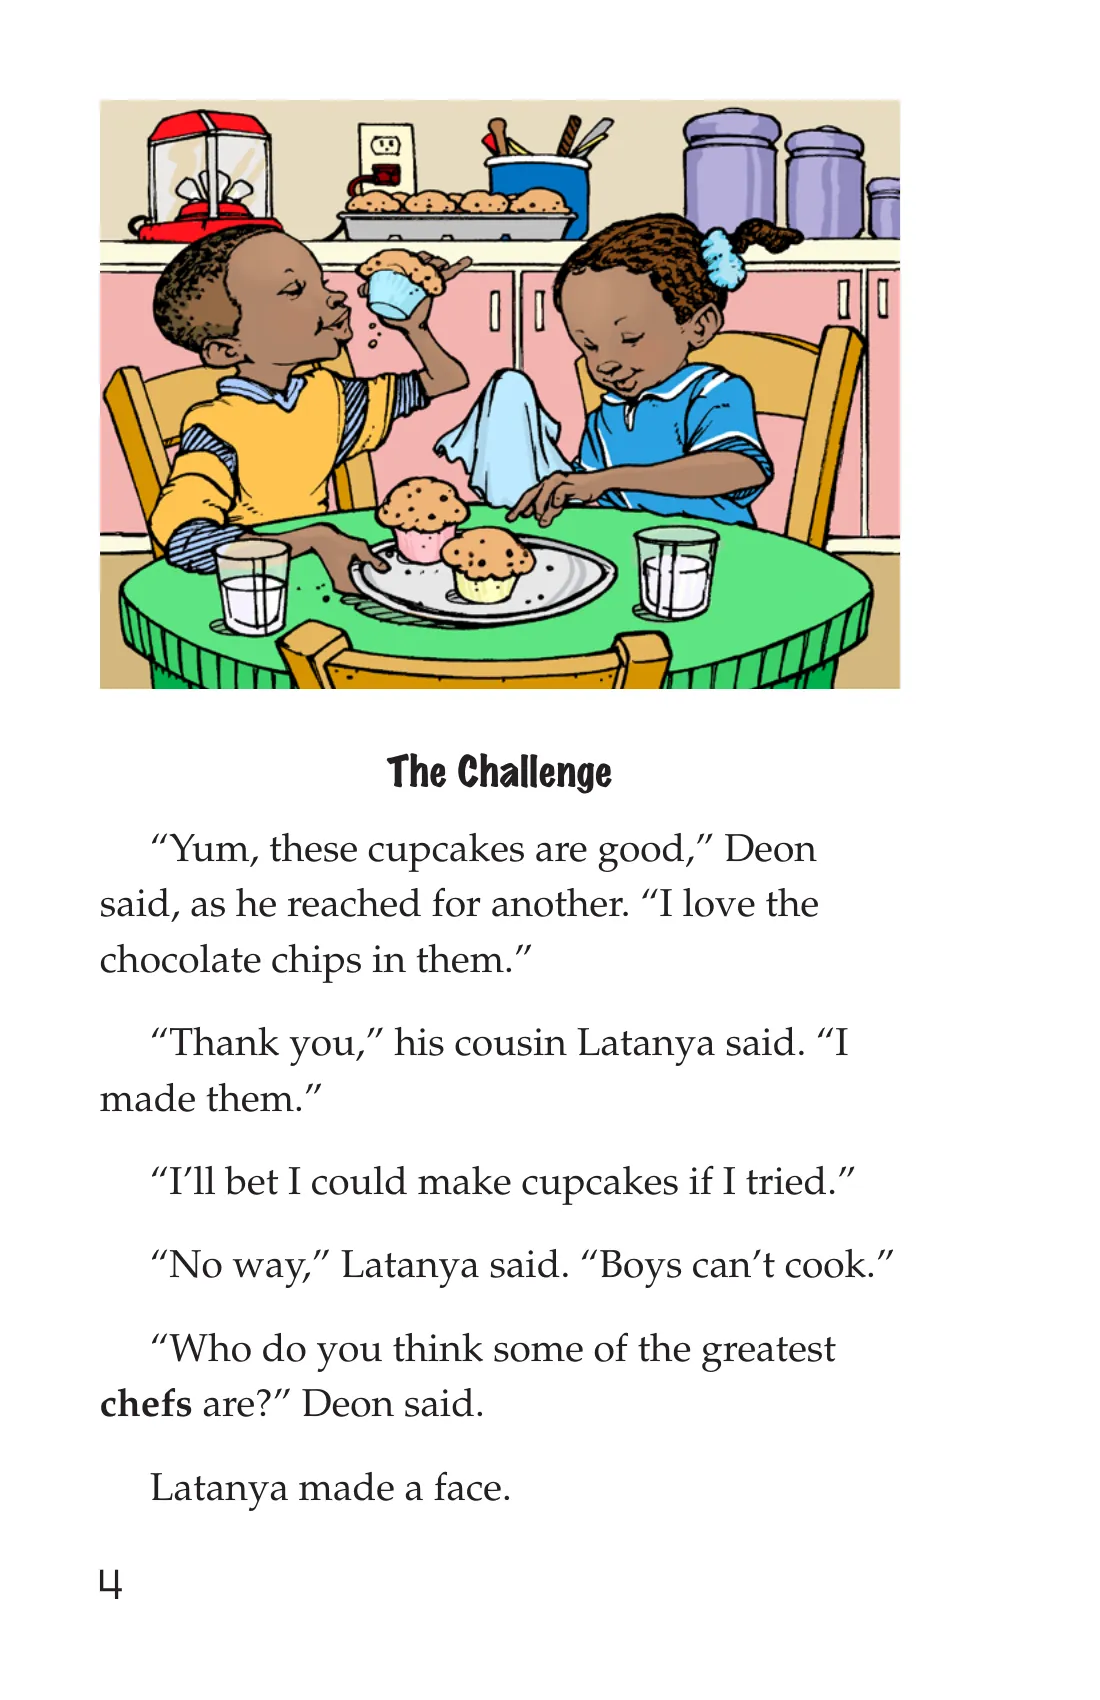 The Challenge
“Yum, these cupcakes are good,” Deon
said, as he reached for another. “I love the
chocolate chips in them.”
“Thank you,” his cousin Latanya said. “I
made them.”
“I’ll bet I could make cupcakes if I tried.”
“No way,” Latanya said. “Boys can’t cook.”
“Who do you think some of the greatest
chefs are?” Deon said.
Latanya made a face.
4